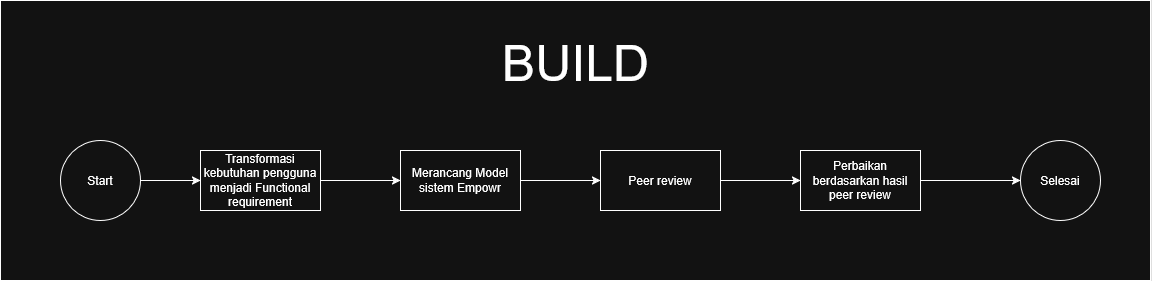 BUILD
Start
Transformasi
kebutuhan pengguna
menjadi Functional
requirement
Merancang Model
sistem Empowr
Peer review
Perbaikan
berdasarkan hasil
peer review
Selesai